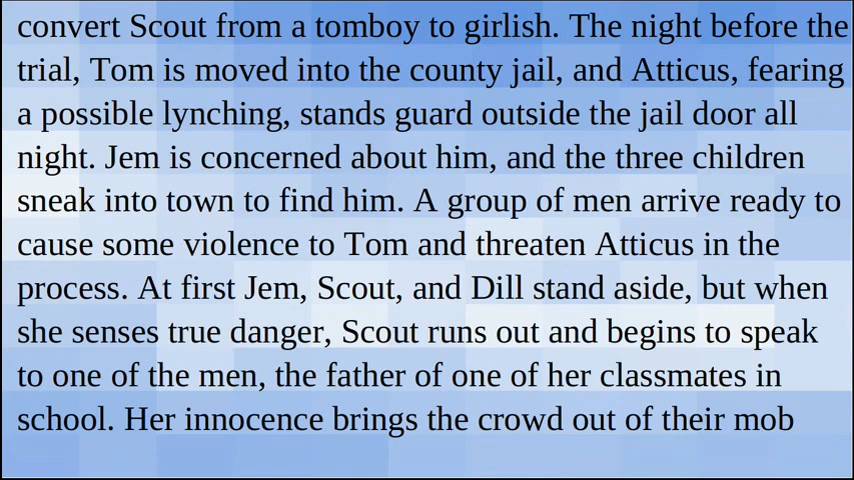 convert Scout from a tomboy to girlish. The night before the
trial, Tom is moved into the county jail, and Atticus, fearing
a possible lynching, stands guard outside the jail door all
night. Jem is concerned about him, and the three children
sneak into town to find him. A group of men arrive ready to
cause some violence to Tom and threaten Atticus in the
process. At first Jem, Scout, and Dill stand aside, but when
she senses true danger, Scout runs out and begins to speak
to one of the men, the father of one of her classmates in
school. Her innocence brings the crowd out of their mob